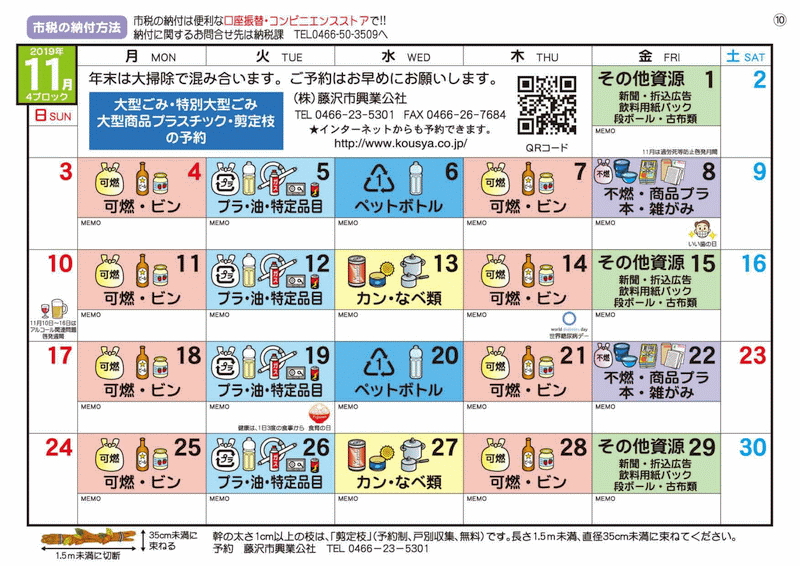 市税の納付方法
市税の納付は便利な口座振替・コンビニエンスストアで!!
納付に関するお問合せ先は納税課 TEL0466-50-3509へ
⑩
2019年
11月
4ブロック
日 SUN
月 MON
火 TUE
水 WED
木 THU
金 FRI
土 SAT
年末は大掃除で混み合います。ご予約はお早めにお願いします。
大型ごみ・特別大型ごみ
大型商品プラスチック・剪定枝
の予約
(株)藤沢市興業公社
TEL 0466-23-5301 FAX 0466-26-7684
★インターネットからも予約できます。
http://www.kousya.co.jp/
QRコード
その他資源 1
新聞・折込広告
飲料用紙パック
段ボール・古布類
MEMO
11月は過労死等防止啓発月間
2
3
可燃 4
可燃・ビン
MEMO
プラ 5
プラ・油・特定品目
MEMO
1 6
ペットボトル
MEMO
可燃 7
可燃・ビン
MEMO
不燃 8
不燃・商品プラ
本・雑がみ
MEMO
いい歯の日
9
10
11月10日~16日は
アルコール関連問題
啓発週間
可燃 11
可燃・ビン
MEMO
プラ 12
プラ・油・特定品目
MEMO
13
カン・なべ類
MEMO
可燃 14
可燃・ビン
MEMO
world diabetes day
世界糖尿病デー
その他資源 15
新聞・折込広告
飲料用紙パック
段ボール・古布類
MEMO
16
17
可燃 18
可燃・ビン
MEMO
プラ 19
プラ・油・特定品目
MEMO
健康は、1日3度の食事から 食育の日
1 20
ペットボトル
MEMO
可燃 21
可燃・ビン
MEMO
不燃 22
不燃・商品プラ
本・雑がみ
MEMO
23
24
可燃 25
可燃・ビン
MEMO
プラ 26
プラ・油・特定品目
MEMO
27
カン・なべ類
MEMO
可燃 28
可燃・ビン
MEMO
その他資源 29
新聞・折込広告
飲料用紙パック
段ボール・古布類
MEMO
30
35cm未満に
束ねる
1.5m未満に切断
幹の太さ1cm以上の枝は、「剪定枝」(予約制、戸別収集、無料)です。長さ1.5m未満、直径35cm未満に束ねてください。
予約 藤沢市興業公社 TEL 0466-23-5301